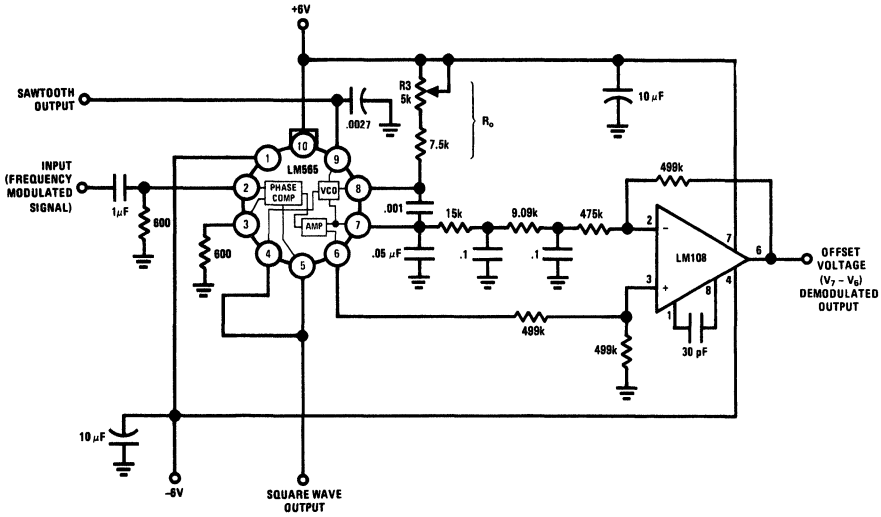 +6V
SAWTOOTH
OUTPUT
.0027
R3
5k
Ro
10 µF
7.5k
INPUT
(FREQUENCY
MODULATED
SIGNAL)
1µF
600
600
LM565
1
10
9
2
8
3
7
4
5
6
PHASE
COMP
VCO
AMP
.001
.05 µF
15k
.1
9.09k
.1
475k
499k
2
−
7
6
LM108
3
+
4
8
1
30 pF
OFFSET
VOLTAGE
(V7 – V6)
DEMODULATED
OUTPUT
499k
499k
10 µF
–6V
SQUARE WAVE
OUTPUT